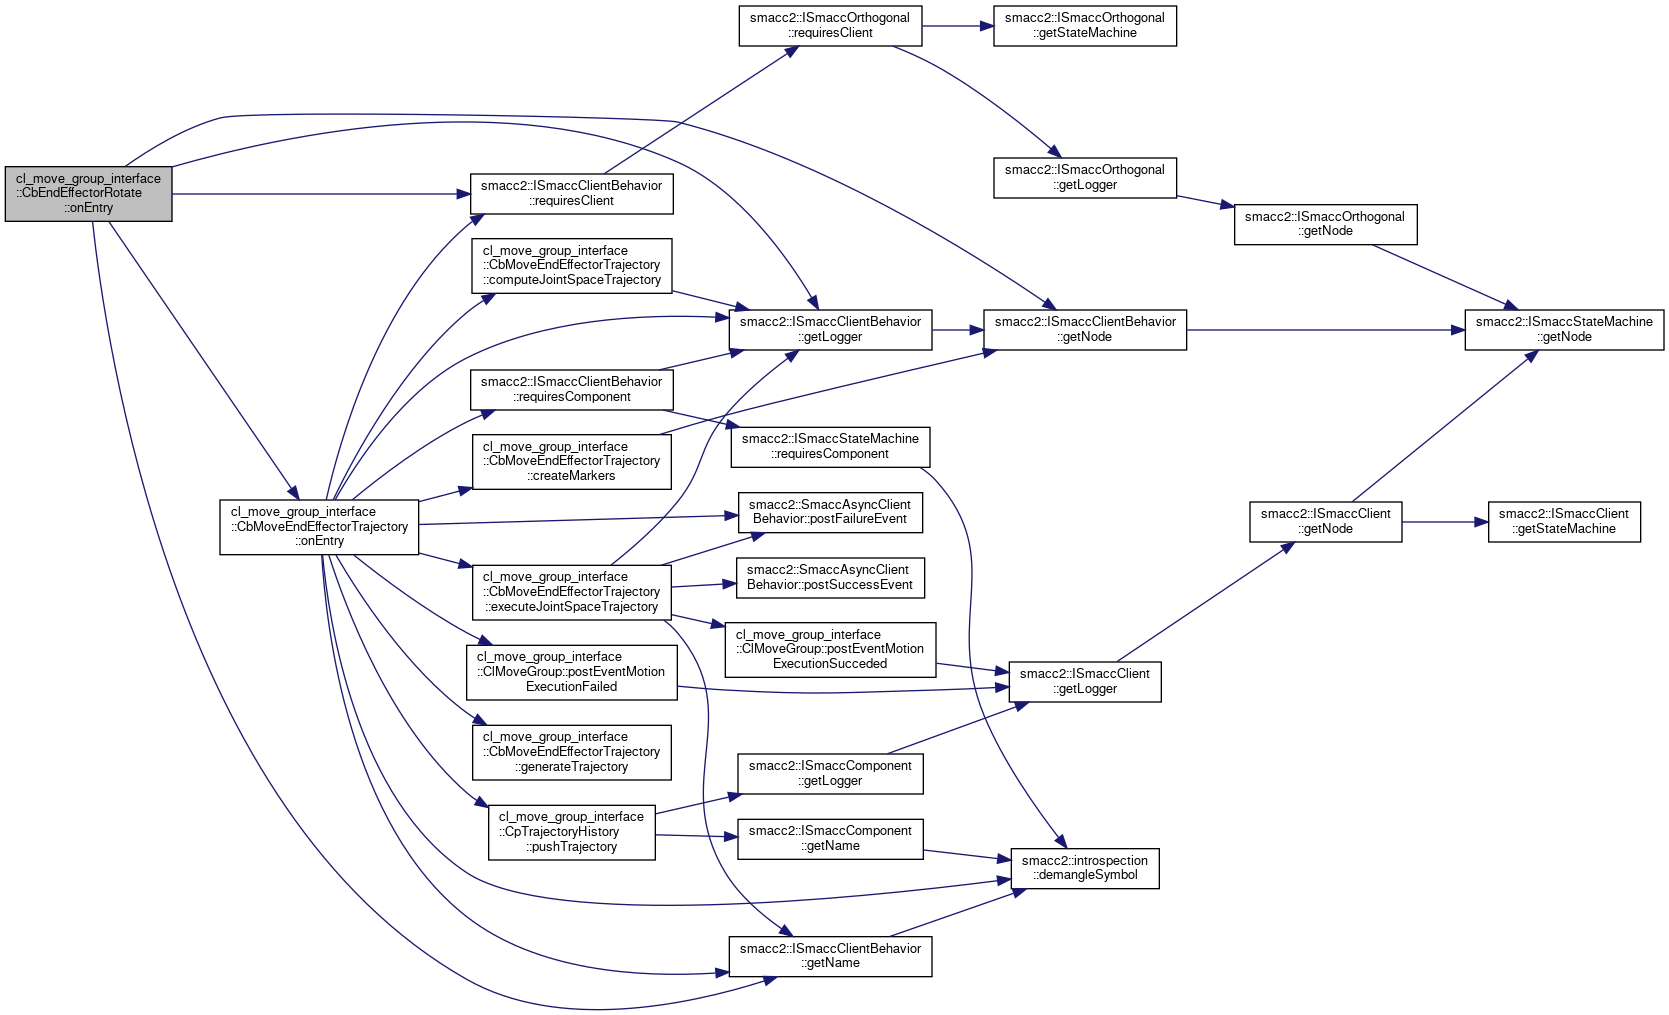 smacc2::ISmaccOrthogonal
::requiresClient
smacc2::ISmaccOrthogonal
::getStateMachine
cl_move_group_interface
::CbEndEffectorRotate
::onEntry
smacc2::ISmaccClientBehavior
::requiresClient
smacc2::ISmaccOrthogonal
::getLogger
smacc2::ISmaccOrthogonal
::getNode
cl_move_group_interface
::CbMoveEndEffectorTrajectory
::computeJointSpaceTrajectory
smacc2::ISmaccClientBehavior
::getLogger
smacc2::ISmaccClientBehavior
::getNode
smacc2::ISmaccStateMachine
::getNode
smacc2::ISmaccClientBehavior
::requiresComponent
cl_move_group_interface
::CbMoveEndEffectorTrajectory
::createMarkers
smacc2::ISmaccStateMachine
::requiresComponent
cl_move_group_interface
::CbMoveEndEffectorTrajectory
::onEntry
smacc2::SmaccAsyncClient
Behavior::postFailureEvent
smacc2::ISmaccClient
::getNode
smacc2::ISmaccClient
::getStateMachine
cl_move_group_interface
::CbMoveEndEffectorTrajectory
::executeJointSpaceTrajectory
smacc2::SmaccAsyncClient
Behavior::postSuccessEvent
cl_move_group_interface
::ClMoveGroup::postEventMotion
ExecutionSucceded
cl_move_group_interface
::ClMoveGroup::postEventMotion
ExecutionFailed
smacc2::ISmaccClient
::getLogger
cl_move_group_interface
::CbMoveEndEffectorTrajectory
::generateTrajectory
smacc2::ISmaccComponent
::getLogger
cl_move_group_interface
::CpTrajectoryHistory
::pushTrajectory
smacc2::ISmaccComponent
::getName
smacc2::introspection
::demangleSymbol
smacc2::ISmaccClientBehavior
::getName